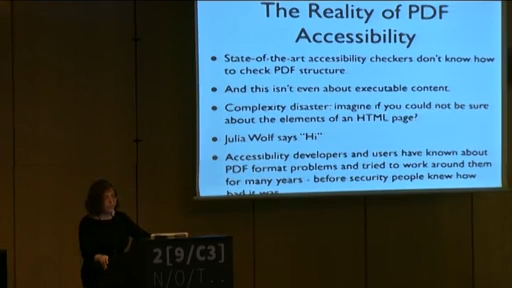 The Reality of PDF
Accessibility
State-of-the-art accessibility checkers don't know how
to check PDF structure
And this isn't even about executable content.
Complexity disaster: imagine if you could not be sure
about the elements of an HTML page?
Julia Wolf says "Hi"
Accessibility developers and users have known about
PDF format problems and tried to work around them
for many years - before security people knew how
bad it was
2[9/C3]
N/O/T...